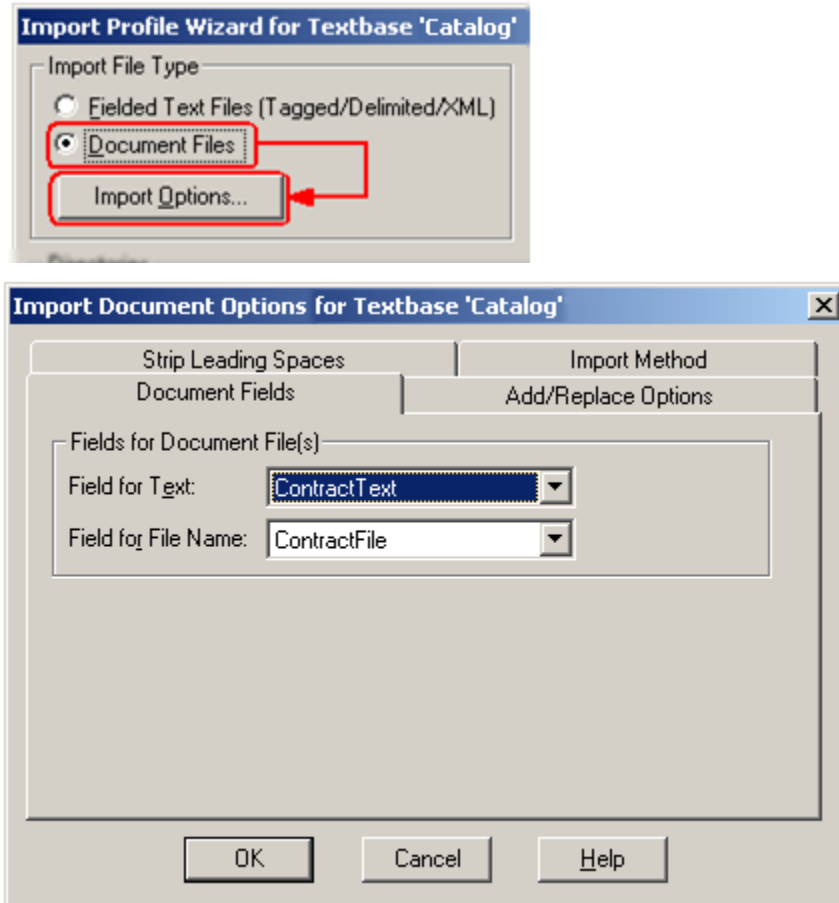 Import Profile Wizard for Textbase 'Catalog'
Import File Type
Fielded Text Files (Tagged/Delimited/XML)
Document Files
Import Options...
Directories
Import Document Options for Textbase 'Catalog'
Strip Leading Spaces
Import Method
Document Fields
Add/Replace Options
Fields for Document File(s)
Field for Text:
ContractText
Field for File Name:
ContractFile
OK
Cancel
Help